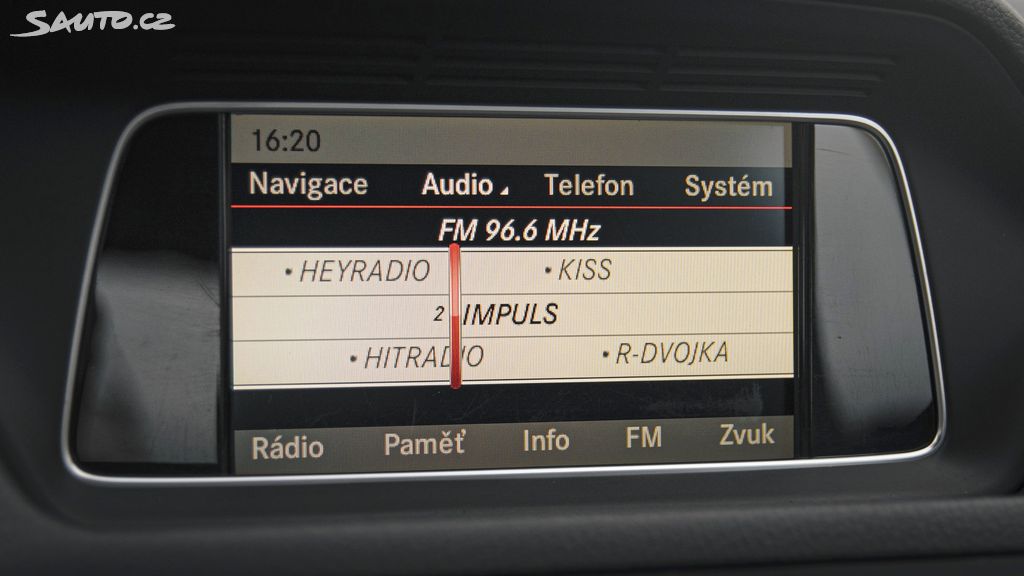 Sauto.cz
16:20
Navigace Audio Telefon Systém
FM 96.6 MHz
• HEYRADIO • KISS
2 IMPULS
• HITRADIO • R-DVOJKA
Rádio Paměť Info FM Zvuk